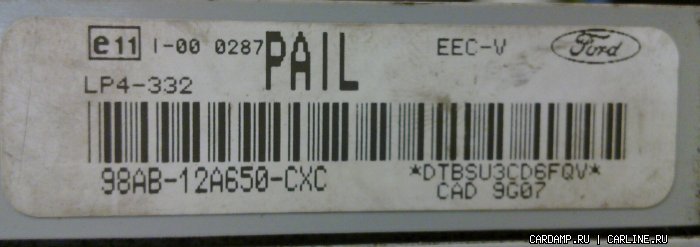 e11 I-00 0287 PAIL EEC-V Ford
LP4-332
98AB-12A650-CXC *DTBSU3CD6FQV*
CAD 9G07
CARDAMP.RU | CARLINE.RU